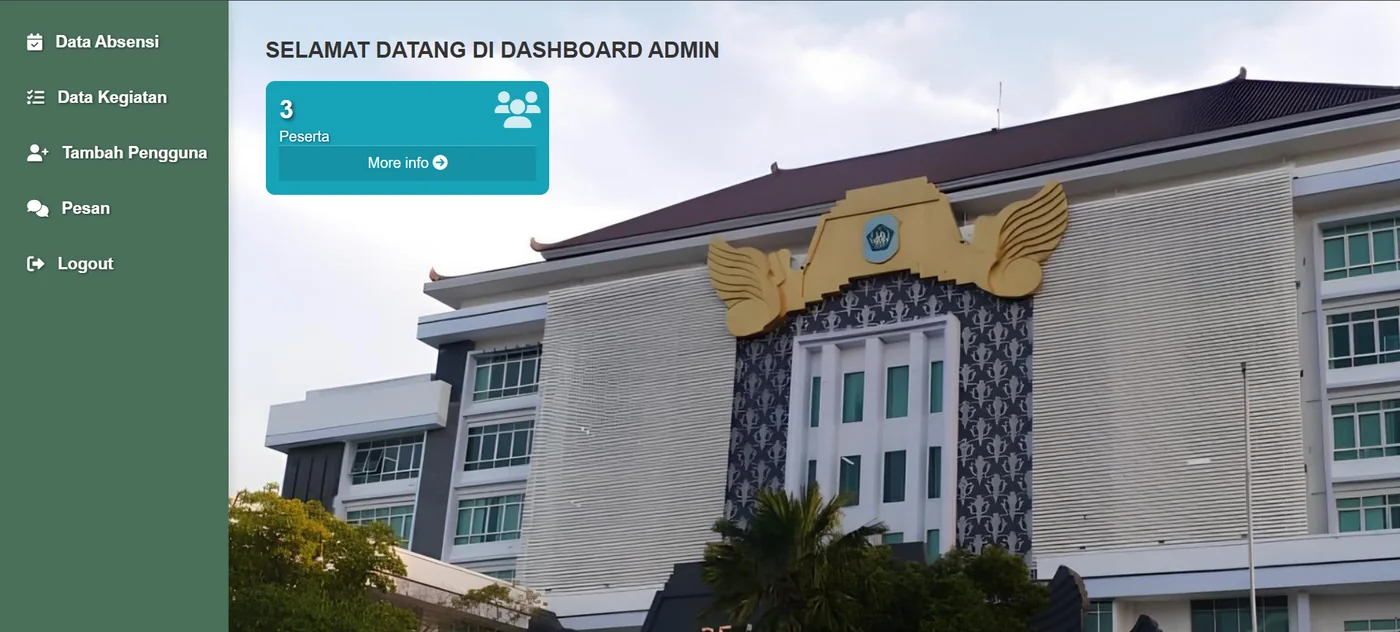 Data Absensi
Data Kegiatan
Tambah Pengguna
Pesan
Logout
SELAMAT DATANG DI DASHBOARD ADMIN
3
Peserta
More info